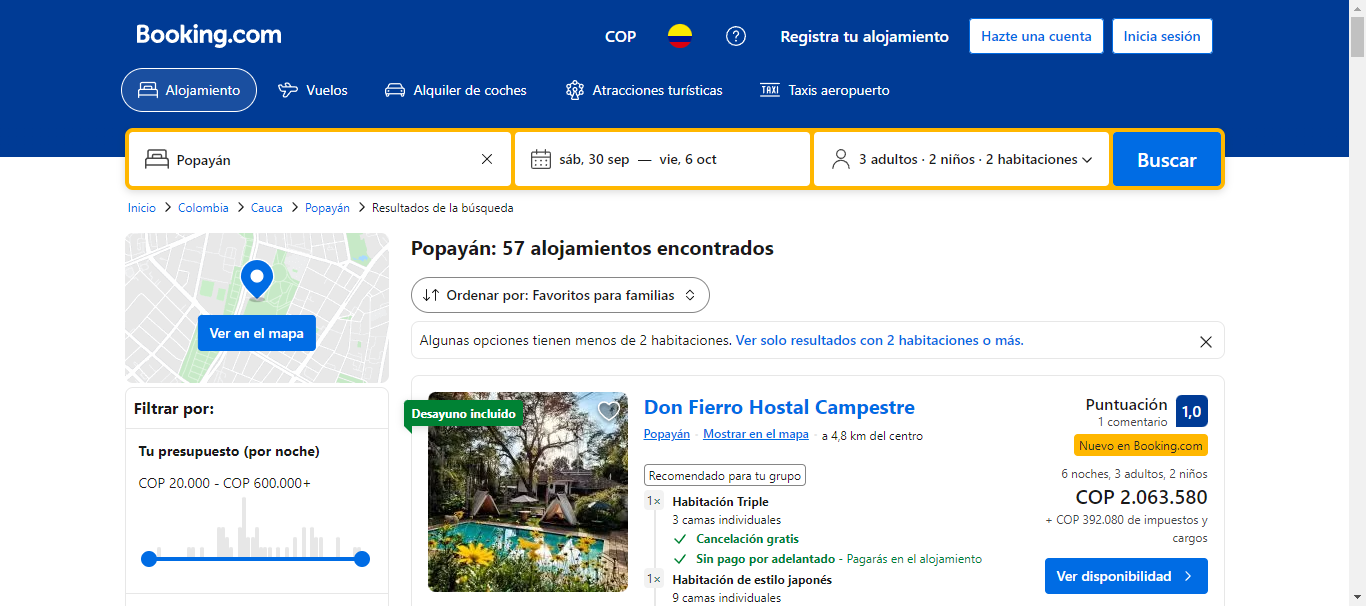 Booking.com
COP
Registra tu alojamiento
Hazte una cuenta
Inicia sesión
Alojamiento
Vuelos
Alquiler de coches
Atracciones turísticas
TAXI Taxis aeropuerto
Popayán
sáb, 30 sep — vie, 6 oct
3 adultos · 2 niños · 2 habitaciones
Buscar
Inicio > Colombia > Cauca > Popayán > Resultados de la búsqueda
Ver en el mapa
Filtrar por:
Tu presupuesto (por noche)
COP 20.000 - COP 600.000+
Popayán: 57 alojamientos encontrados
Ordenar por: Favoritos para familias
Algunas opciones tienen menos de 2 habitaciones. Ver solo resultados con 2 habitaciones o más.
Desayuno incluido
Don Fierro Hostal Campestre
Popayán · Mostrar en el mapa · a 4,8 km del centro
Recomendado para tu grupo
1× Habitación Triple
3 camas individuales
Cancelación gratis
Sin pago por adelantado - Pagarás en el alojamiento
1× Habitación de estilo japonés
9 camas individuales
Puntuación 1,0
1 comentario
Nuevo en Booking.com
6 noches, 3 adultos, 2 niños
COP 2.063.580
+ COP 392.080 de impuestos y
cargos
Ver disponibilidad